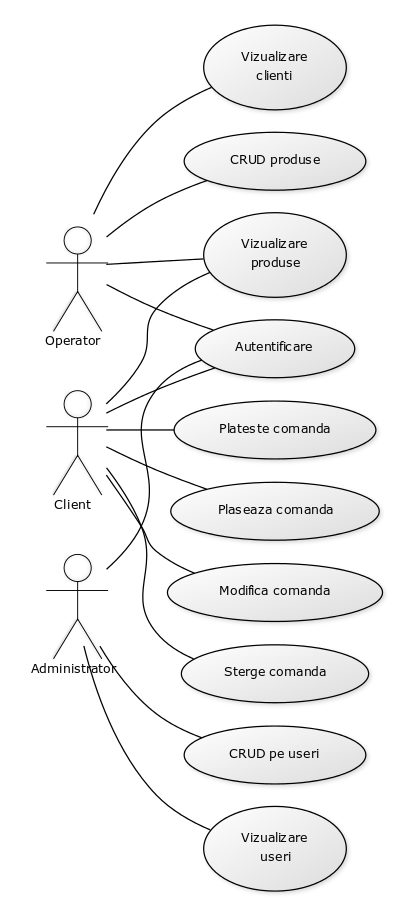 Vizualizare
clienti
CRUD produse
Vizualizare
produse
Operator
Autentificare
Plateste comanda
Client
Plaseaza comanda
Modifica comanda
Administrator
Sterge comanda
CRUD pe useri
Vizualizare
useri